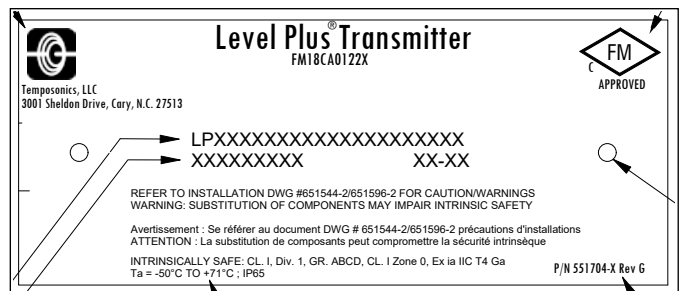 Level Plus® Transmitter
FM18CA0122X
Temposonics, LLC
3001 Sheldon Drive, Cary, N.C. 27513
FM
C
APPROVED
LPXXXXXXXXXXXXXXXXXXXX
XXXXXXXXX XX-XX
REFER TO INSTALLATION DWG #651544-2/651596-2 FOR CAUTION/WARNINGS
WARNING: SUBSTITUTION OF COMPONENTS MAY IMPAIR INTRINSIC SAFETY
Avertissement : Se référer au document DWG # 651544-2/651596-2 précautions d'installations
ATTENTION : La substitution de composants peut compromettre la sécurité intrinsèque
INTRINSICALLY SAFE: CL. I, Div. 1, GR. ABCD, CL. I Zone 0, Ex ia IIC T4 Ga
Ta = -50°C TO +71°C ; IP65
P/N 551704-X Rev G